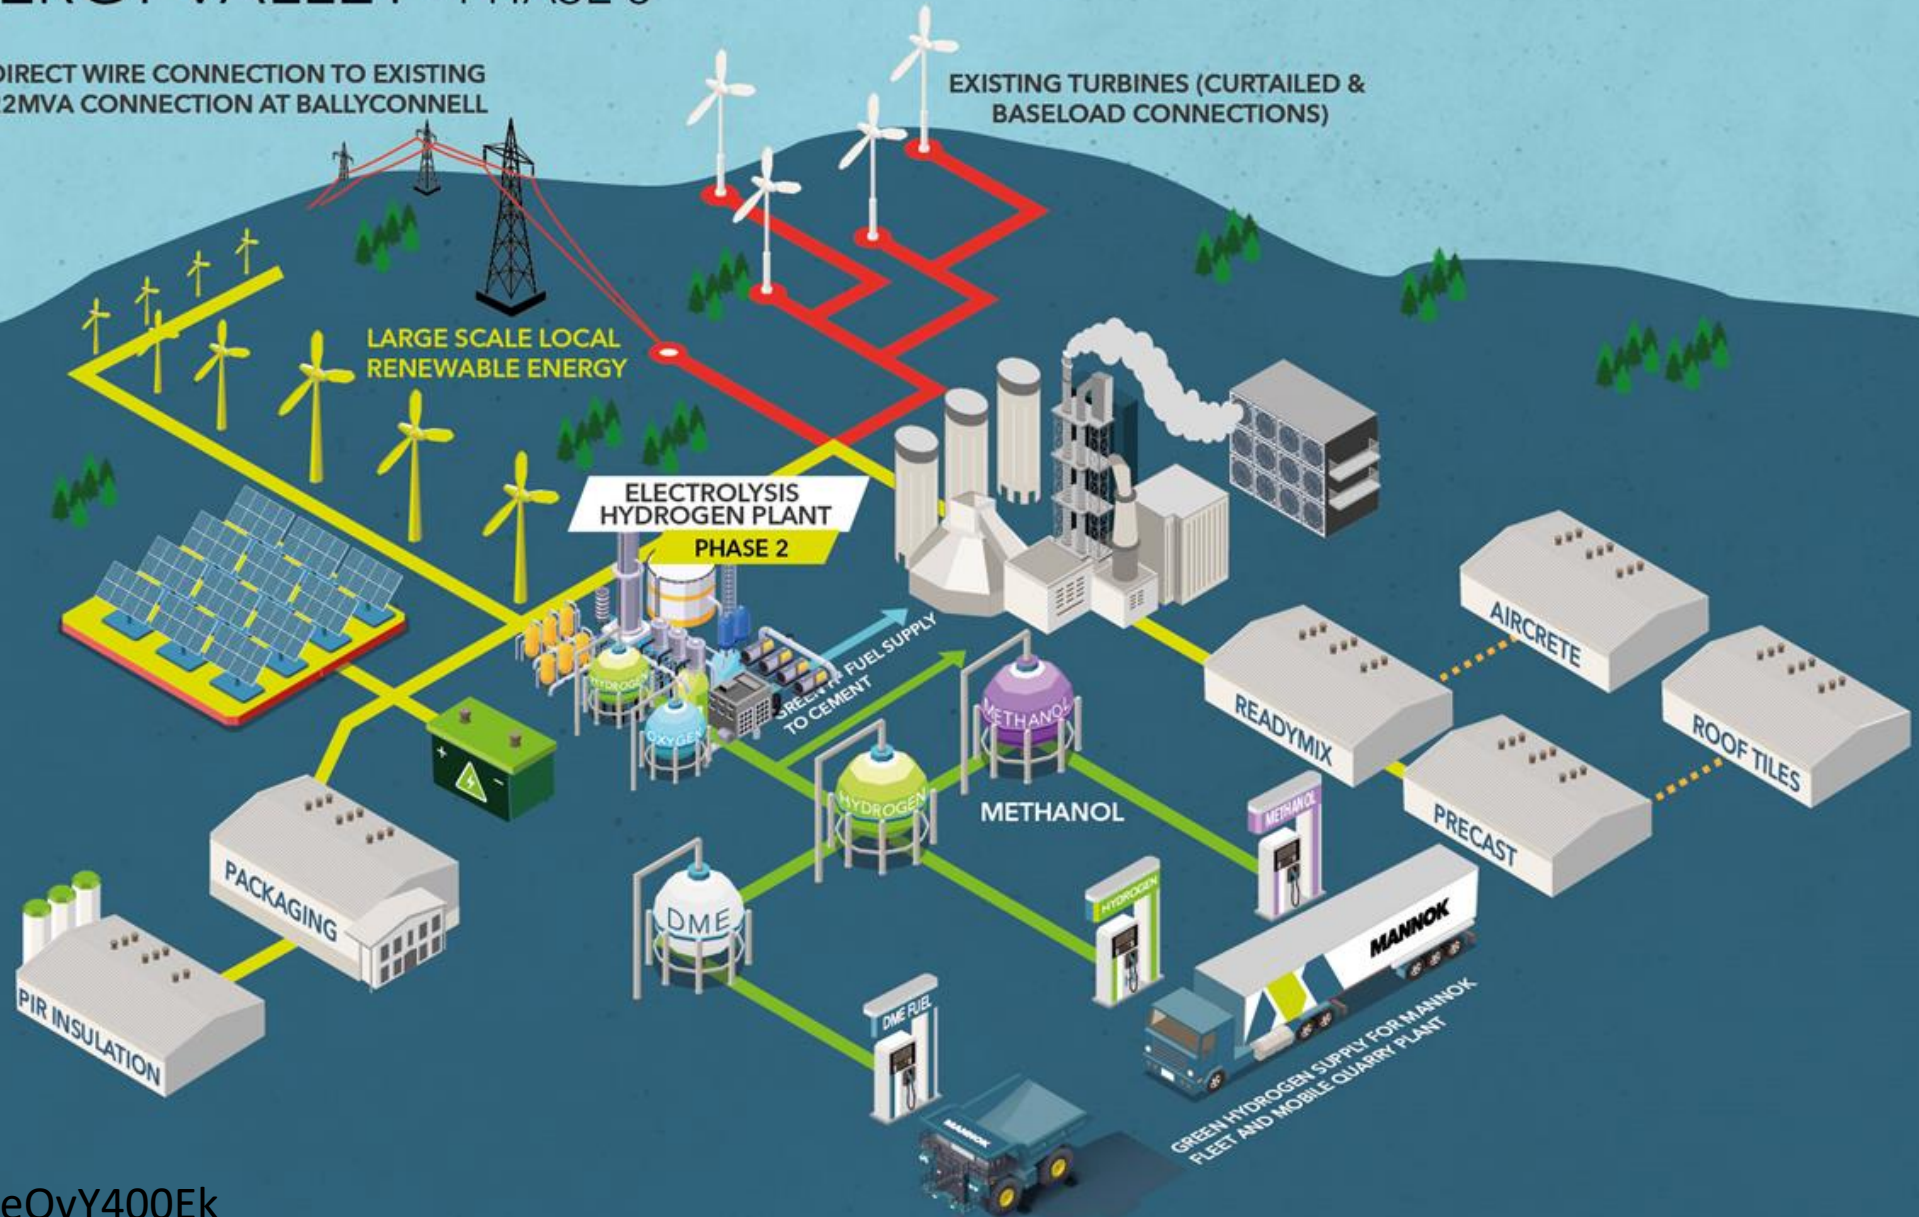 VALLEY
DIRECT WIRE CONNECTION TO EXISTING
2MVA CONNECTION AT BALLYCONNELL
EXISTING TURBINES (CURTAILED &
BASELOAD CONNECTIONS)
LARGE SCALE LOCAL
RENEWABLE ENERGY
ELECTROLYSIS
HYDROGEN PLANT
PHASE 2
HYDROGEN
OXYGEN
GREEN FUEL SUPPLY
TO CEMENT
METHANOL
METHANOL
HYDROGEN
DME
AIRCRETE
READYMIX
ROOF TILES
PRECAST
PACKAGING
PIR INSULATION
METHANOL
HYDROGEN
DME FUEL
MANNOK
MANNOK
GREEN HYDROGEN SUPPLY FOR MANNOK
FLEET AND MOBILE QUARRY PLANT
eOvY400Ek